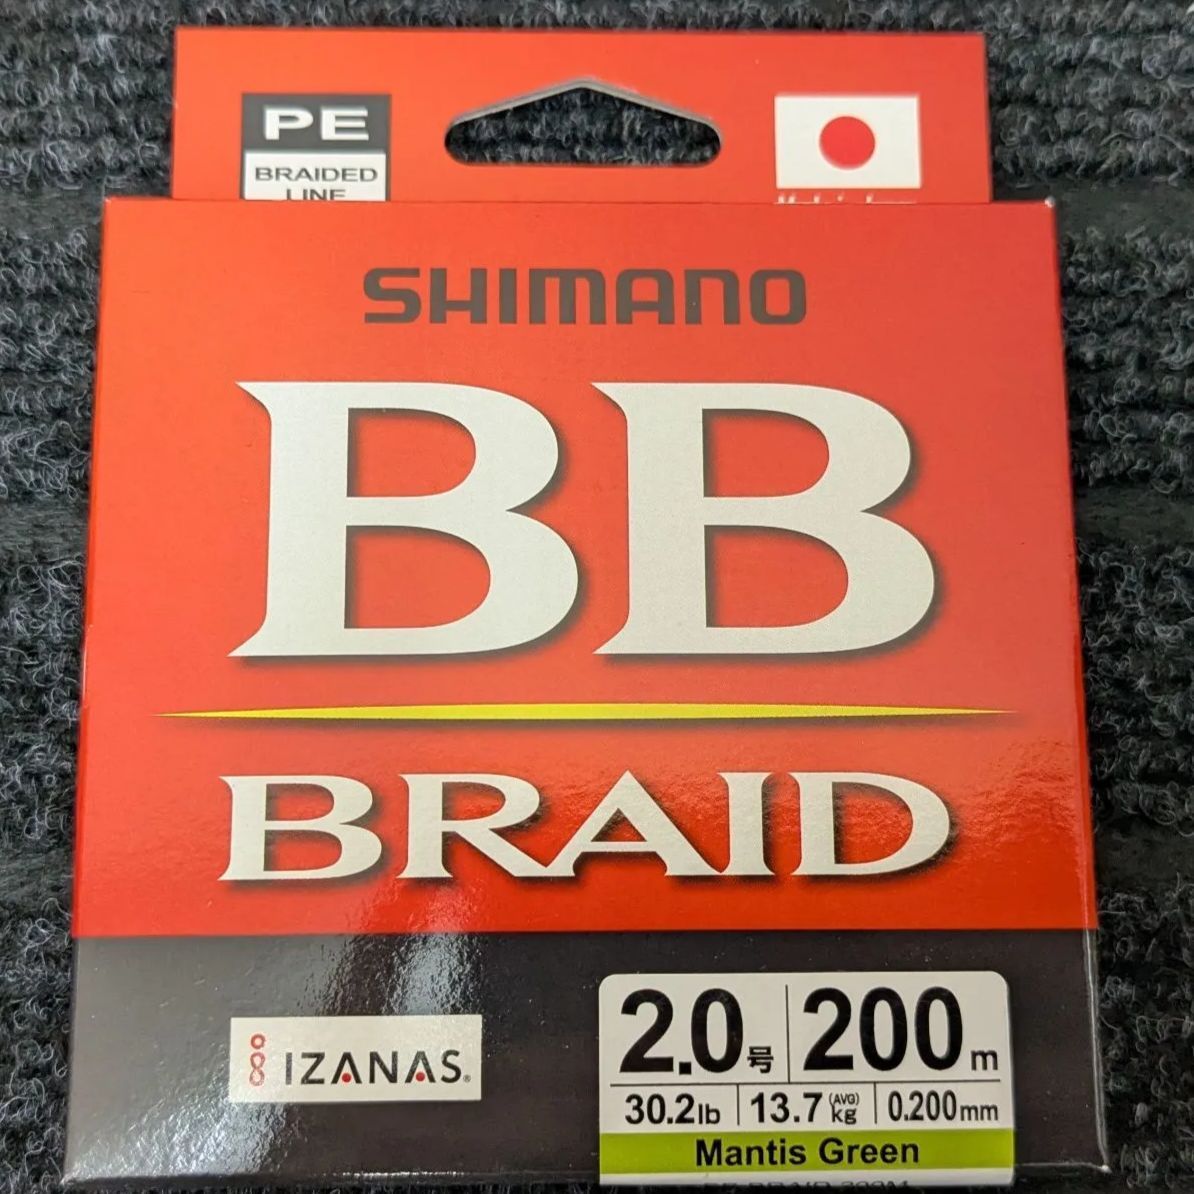 PE
BRAIDED
LINE
SHIMANO
BB
BRAID
IZANAS®
2.0号 200m
30.2lb 13.7(AVG)kg 0.200mm
Mantis Green